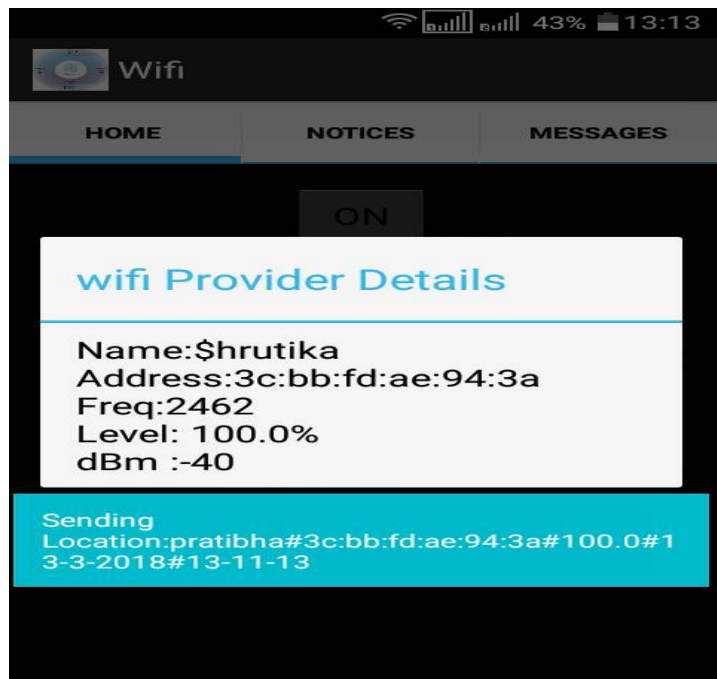 43% 13:13
Wifi
HOME NOTICES MESSAGES
ON
wifi Provider Details
Name:$hrutika
Address:3c:bb:fd:ae:94:3a
Freq:2462
Level: 100.0%
dBm :-40
Sending
Location:pratibha#3c:bb:fd:ae:94:3a#100.0#1
3-3-2018#13-11-13